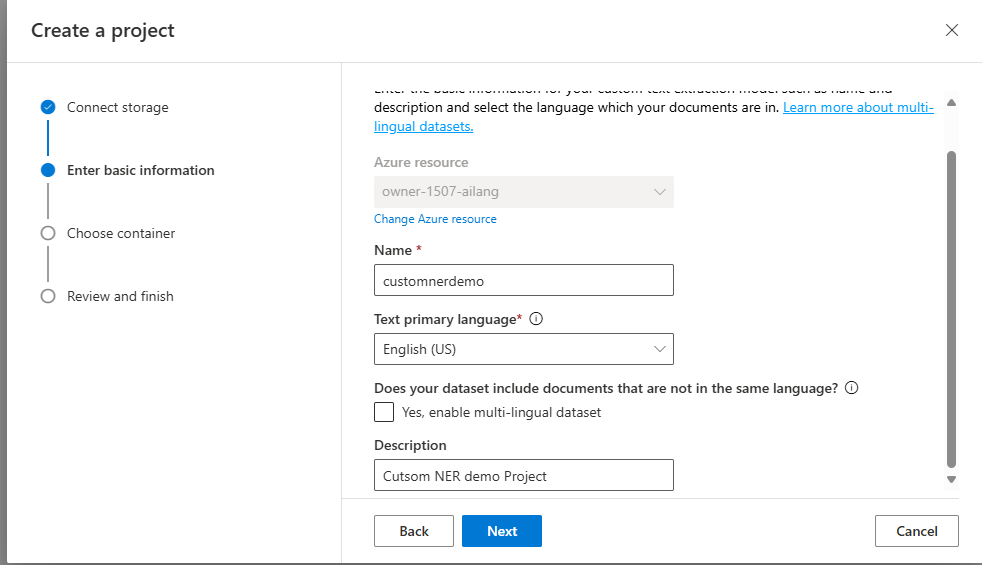 Create a project
Connect storage
Enter basic information
Choose container
Review and finish
Enter the basic information for your custom text extraction model such as name and
description and select the language which your documents are in. Learn more about multi-
lingual datasets.
Azure resource
owner-1507-ailang
Change Azure resource
Name *
customnerdemo
Text primary language*
English (US)
Does your dataset include documents that are not in the same language?
Yes, enable multi-lingual dataset
Description
Cutsom NER demo Project
Back
Next
Cancel